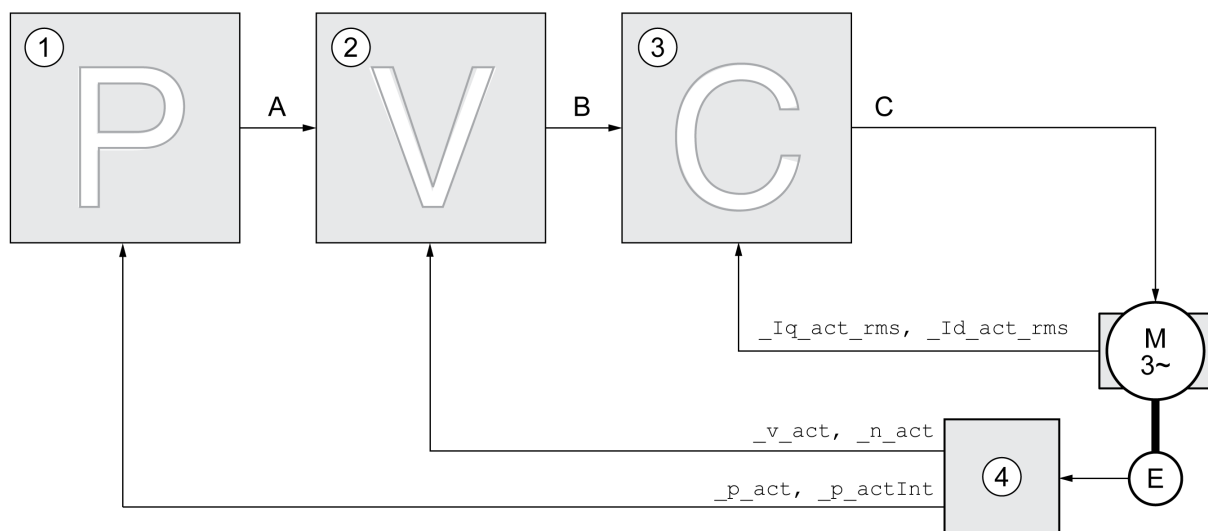 1
2
3
P
V
C
A
B
C
_Iq_act_rms, _Id_act_rms
M
3~
_v_act, _n_act
_p_act, _p_actInt
4
E